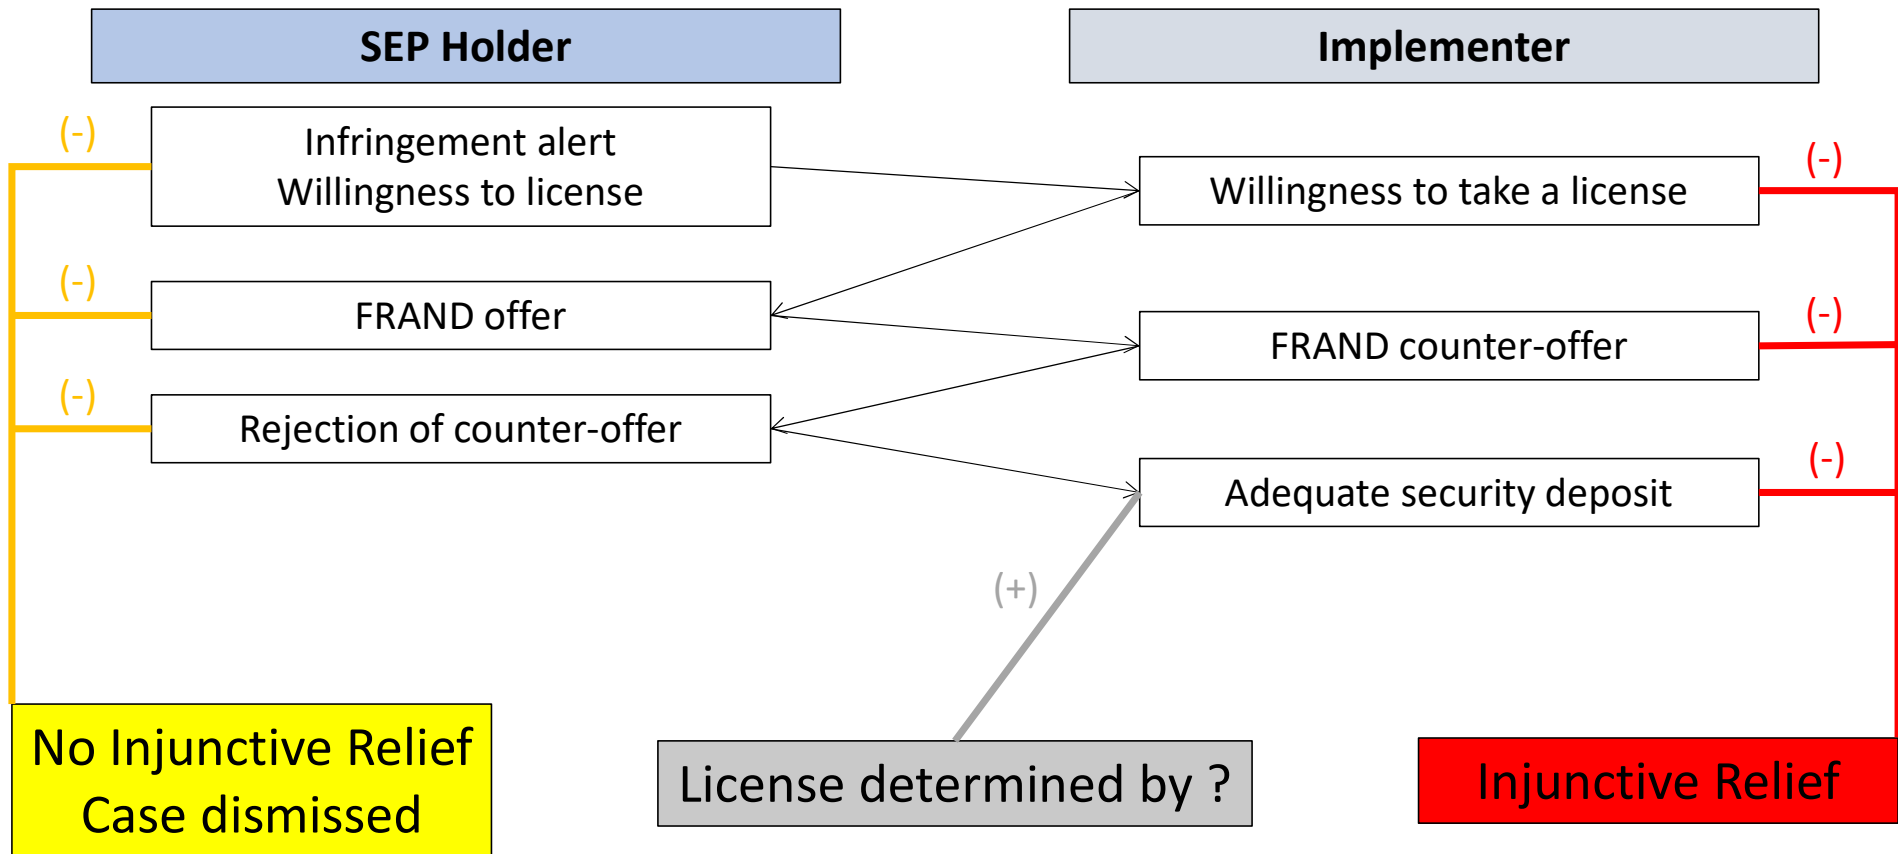 SEP Holder
Implementer
(-)
Infringement alert
Willingness to license
(-)
Willingness to take a license
(-)
FRAND offer
(-)
FRAND counter-offer
(-)
Rejection of counter-offer
(-)
Adequate security deposit
(+)
No Injunctive Relief
Case dismissed
License determined by ?
Injunctive Relief